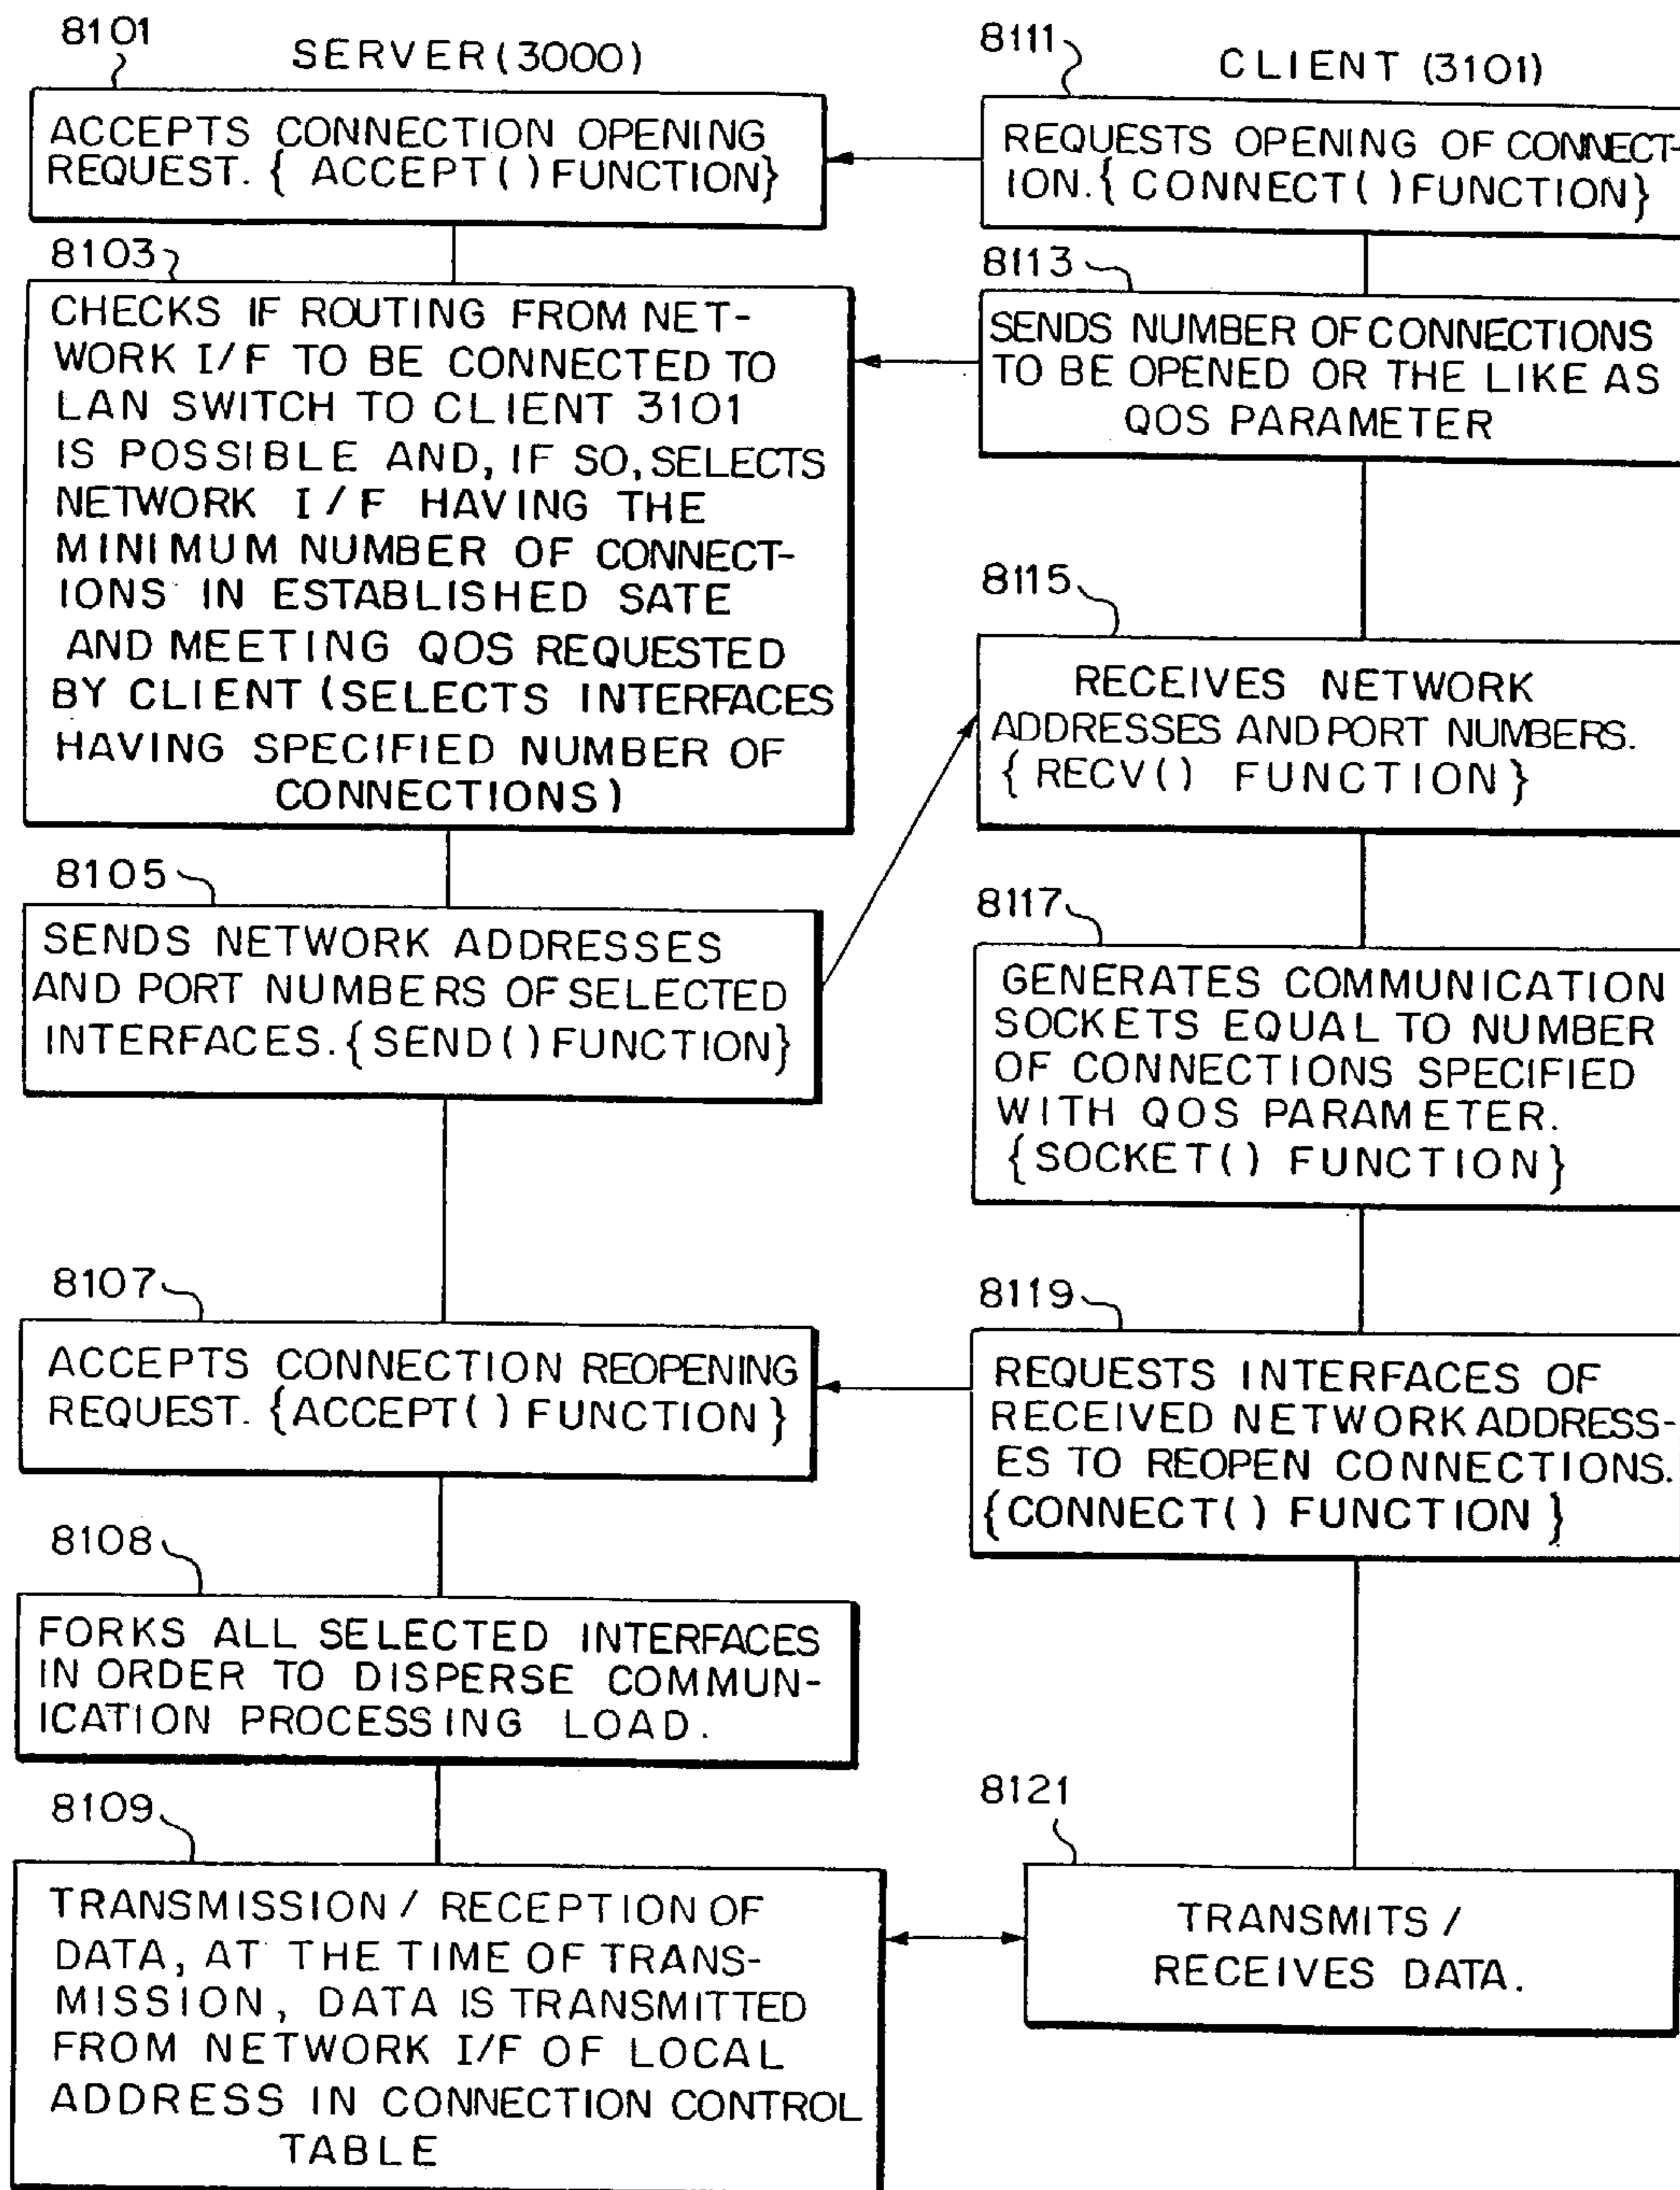 8101
SERVER (3000)
ACCEPTS CONNECTION OPENING
REQUEST. { ACCEPT( ) FUNCTION}
8103
CHECKS IF ROUTING FROM NET-
WORK I/F TO BE CONNECTED TO
LAN SWITCH TO CLIENT 3101
IS POSSIBLE AND, IF SO, SELECTS
NETWORK I/F HAVING THE
MINIMUM NUMBER OF CONNECT-
IONS IN ESTABLISHED SATE
AND MEETING QOS REQUESTED
BY CLIENT (SELECTS INTERFACES
HAVING SPECIFIED NUMBER OF
CONNECTIONS)
8105
SENDS NETWORK ADDRESSES
AND PORT NUMBERS OF SELECTED
INTERFACES. {SEND( ) FUNCTION}
8107
ACCEPTS CONNECTION REOPENING
REQUEST. {ACCEPT( ) FUNCTION }
8108
FORKS ALL SELECTED INTERFACES
IN ORDER TO DISPERSE COMMUN-
ICATION PROCESSING LOAD.
8109
TRANSMISSION / RECEPTION OF
DATA, AT THE TIME OF TRANS-
MISSION, DATA IS TRANSMITTED
FROM NETWORK I/F OF LOCAL
ADDRESS IN CONNECTION CONTROL
TABLE
8111
CLIENT (3101)
REQUESTS OPENING OF CONNECT-
ION. { CONNECT( ) FUNCTION}
8113
SENDS NUMBER OF CONNECTIONS
TO BE OPENED OR THE LIKE AS
QOS PARAMETER
8115
RECEIVES NETWORK
ADDRESSES AND PORT NUMBERS.
{ RECV() FUNCTION }
8117
GENERATES COMMUNICATION
SOCKETS EQUAL TO NUMBER
OF CONNECTIONS SPECIFIED
WITH QOS PARAMETER.
{SOCKET() FUNCTION}
8119
REQUESTS INTERFACES OF
RECEIVED NETWORK ADDRESS-
ES TO REOPEN CONNECTIONS.
{CONNECT( ) FUNCTION }
8121
TRANSMITS /
RECEIVES DATA.